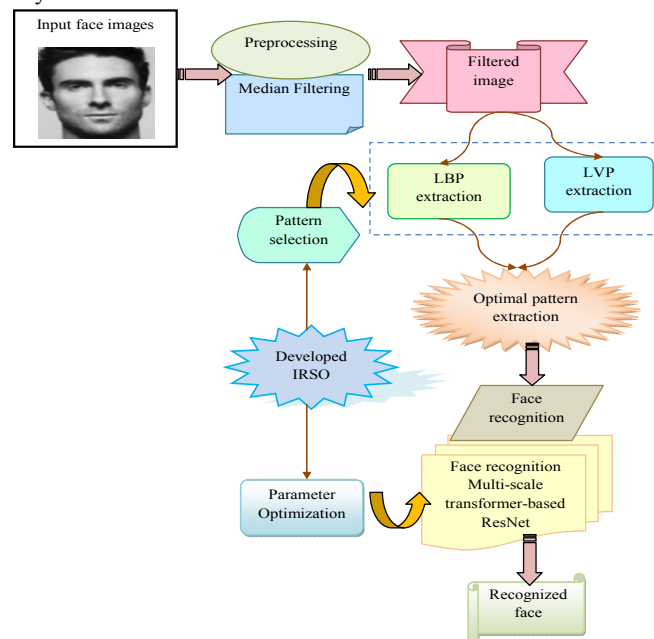 Input face images
Preprocessing
Median Filtering
Filtered
image
LBP
extraction
LVP
extraction
Pattern
selection
Optimal pattern
extraction
Developed
IRSO
Face
recognition
Face recognition
Multi-scale
transformer-based
ResNet
Parameter
Optimization
Recognized
face